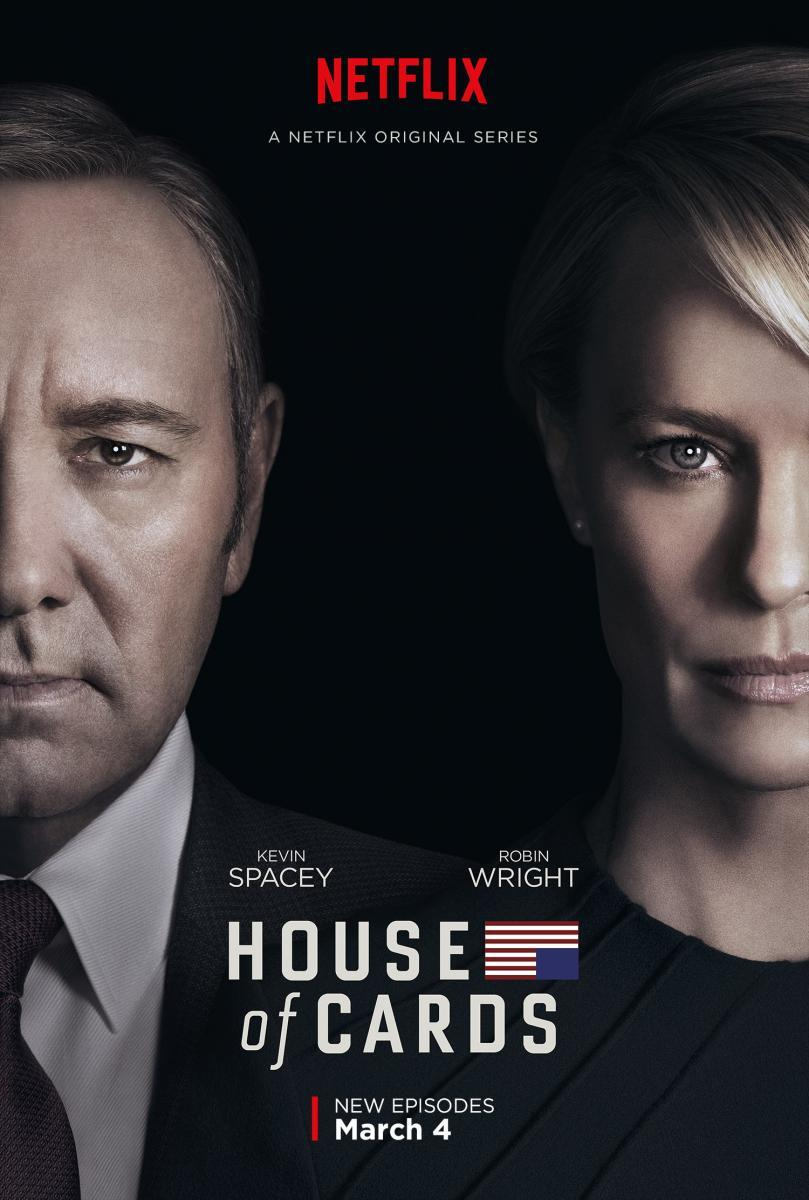 NETFLIX
A NETFLIX ORIGINAL SERIES
KEVIN
SPACEY
ROBIN
WRIGHT
HOUSE
of CARDS
NEW EPISODES
March 4